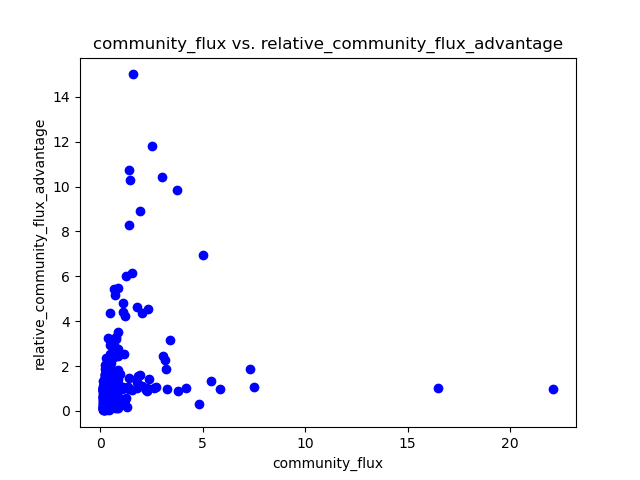 community_flux vs. relative_community_flux_advantage
relative_community_flux_advantage
14
12
10
8
6
4
2
0
0 5 10 15 20
community_flux